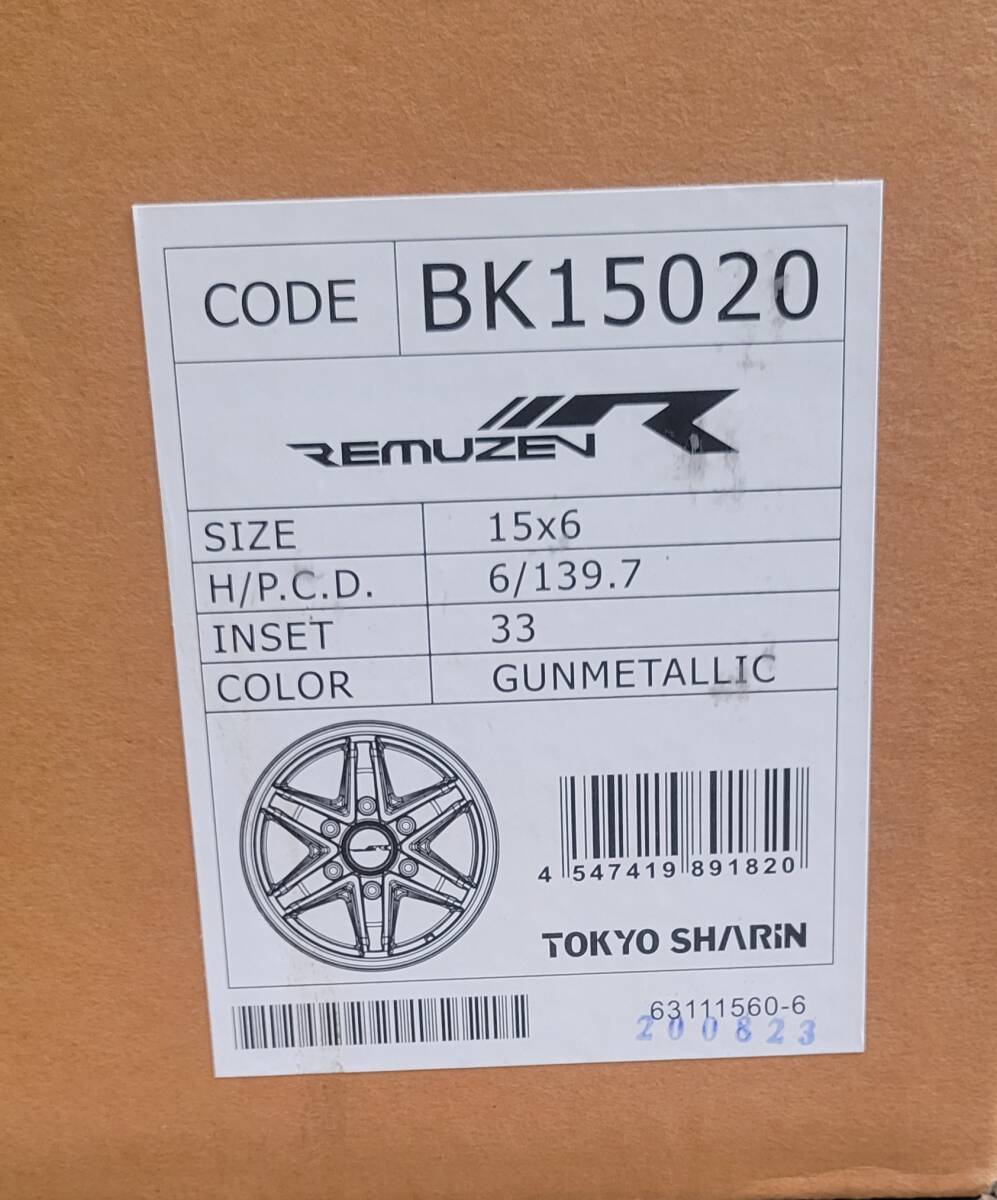 CODE BK15020
REMUZEN
SIZE 15x6
H/P.C.D. 6/139.7
INSET 33
COLOR GUNMETALLIC
4 547419 891820
TOKYO SHARiN
63111560-6
200823